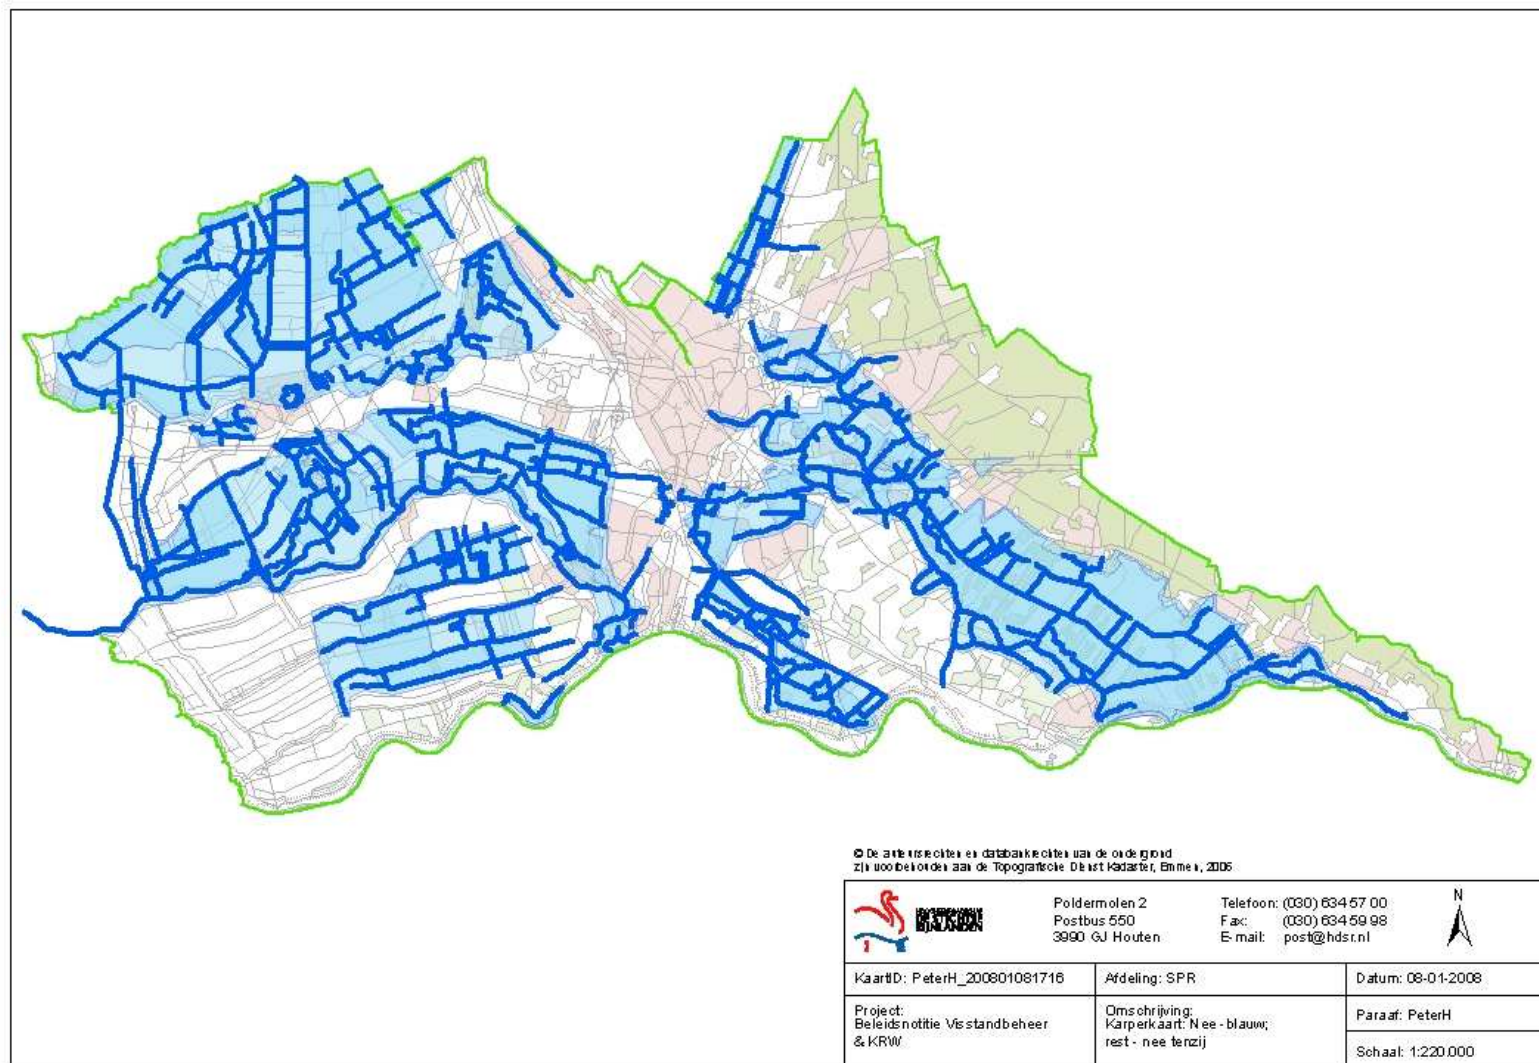 © De auteursrechten en databankrechten van de ondergrond
zijn voorbehouden aan de Topografische Dienst Kadaster, Emmen, 2006
Poldermolen 2
Postbus 550
3990 GJ Houten
Telefoon: (030) 634 57 00
Fax: (030) 634 59 98
E-mail: post@hdsr.nl
N
KaartID: PeterH_200801081716
Afdeling: SPR
Datum: 08-01-2008
Project:
Beleidsnotitie Visstandbeheer
& KRW
Omschrijving:
Karperkaart: Nee - blauw;
rest - nee tenzij
Paraaf: PeterH
Schaal: 1:220.000